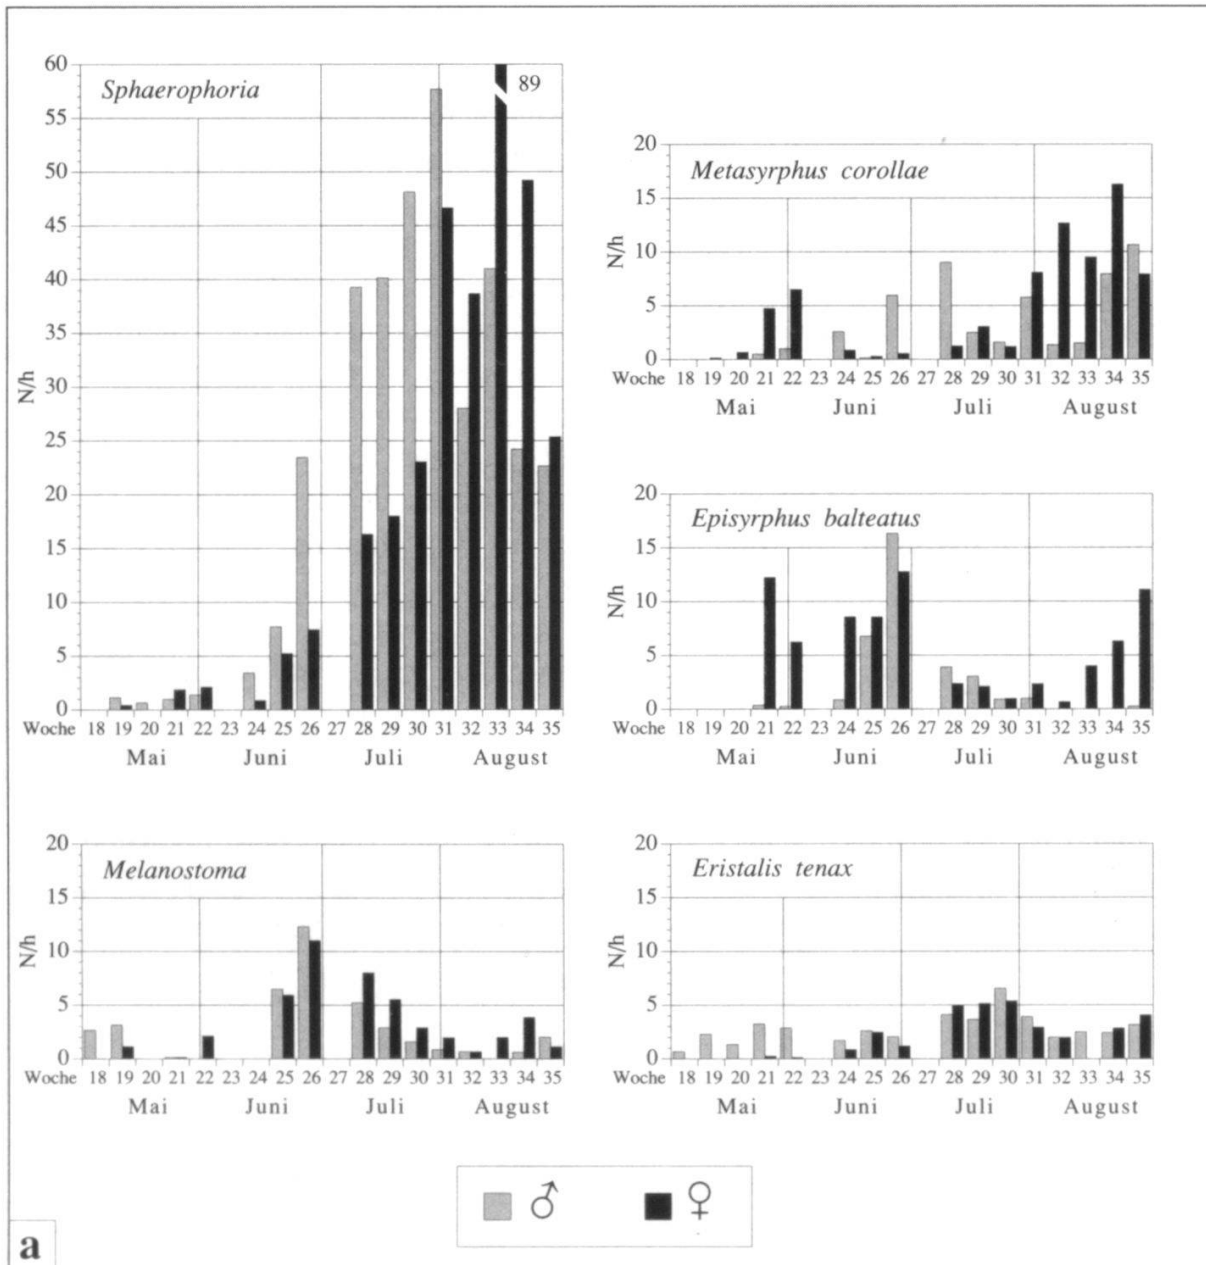 Sphaerophoria
89
60
55
50
45
40
35
30
25
20
15
10
5
0
N/h
Woche 18 19 20 21 22 23 24 25 26 27 28 29 30 31 32 33 34 35
Mai Juni Juli August
Metasyrphus corollae
20
15
10
5
0
N/h
Woche 18 19 20 21 22 23 24 25 26 27 28 29 30 31 32 33 34 35
Mai Juni Juli August
Episyrphus balteatus
20
15
10
5
0
N/h
Woche 18 19 20 21 22 23 24 25 26 27 28 29 30 31 32 33 34 35
Mai Juni Juli August
Melanostoma
20
15
10
5
0
N/h
Woche 18 19 20 21 22 23 24 25 26 27 28 29 30 31 32 33 34 35
Mai Juni Juli August
Eristalis tenax
20
15
10
5
0
N/h
Woche 18 19 20 21 22 23 24 25 26 27 28 29 30 31 32 33 34 35
Mai Juni Juli August
♂ ♀
a